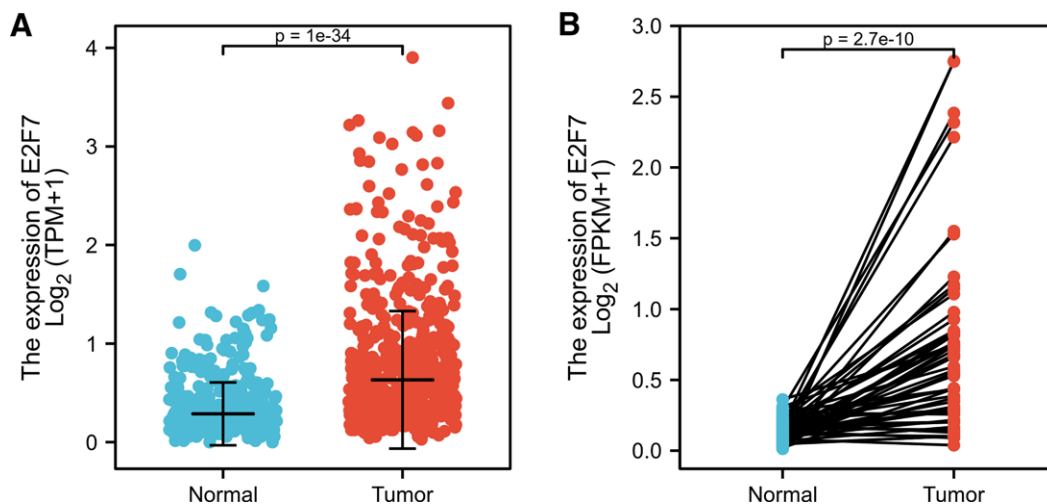 A
p = 1e-34
The expression of E2F7
Log₂ (TPM+1)
4
3
2
1
0
Normal
Tumor
B
p = 2.7e-10
The expression of E2F7
Log₂ (FPKM+1)
3.0
2.5
2.0
1.5
1.0
0.5
0.0
Normal
Tumor